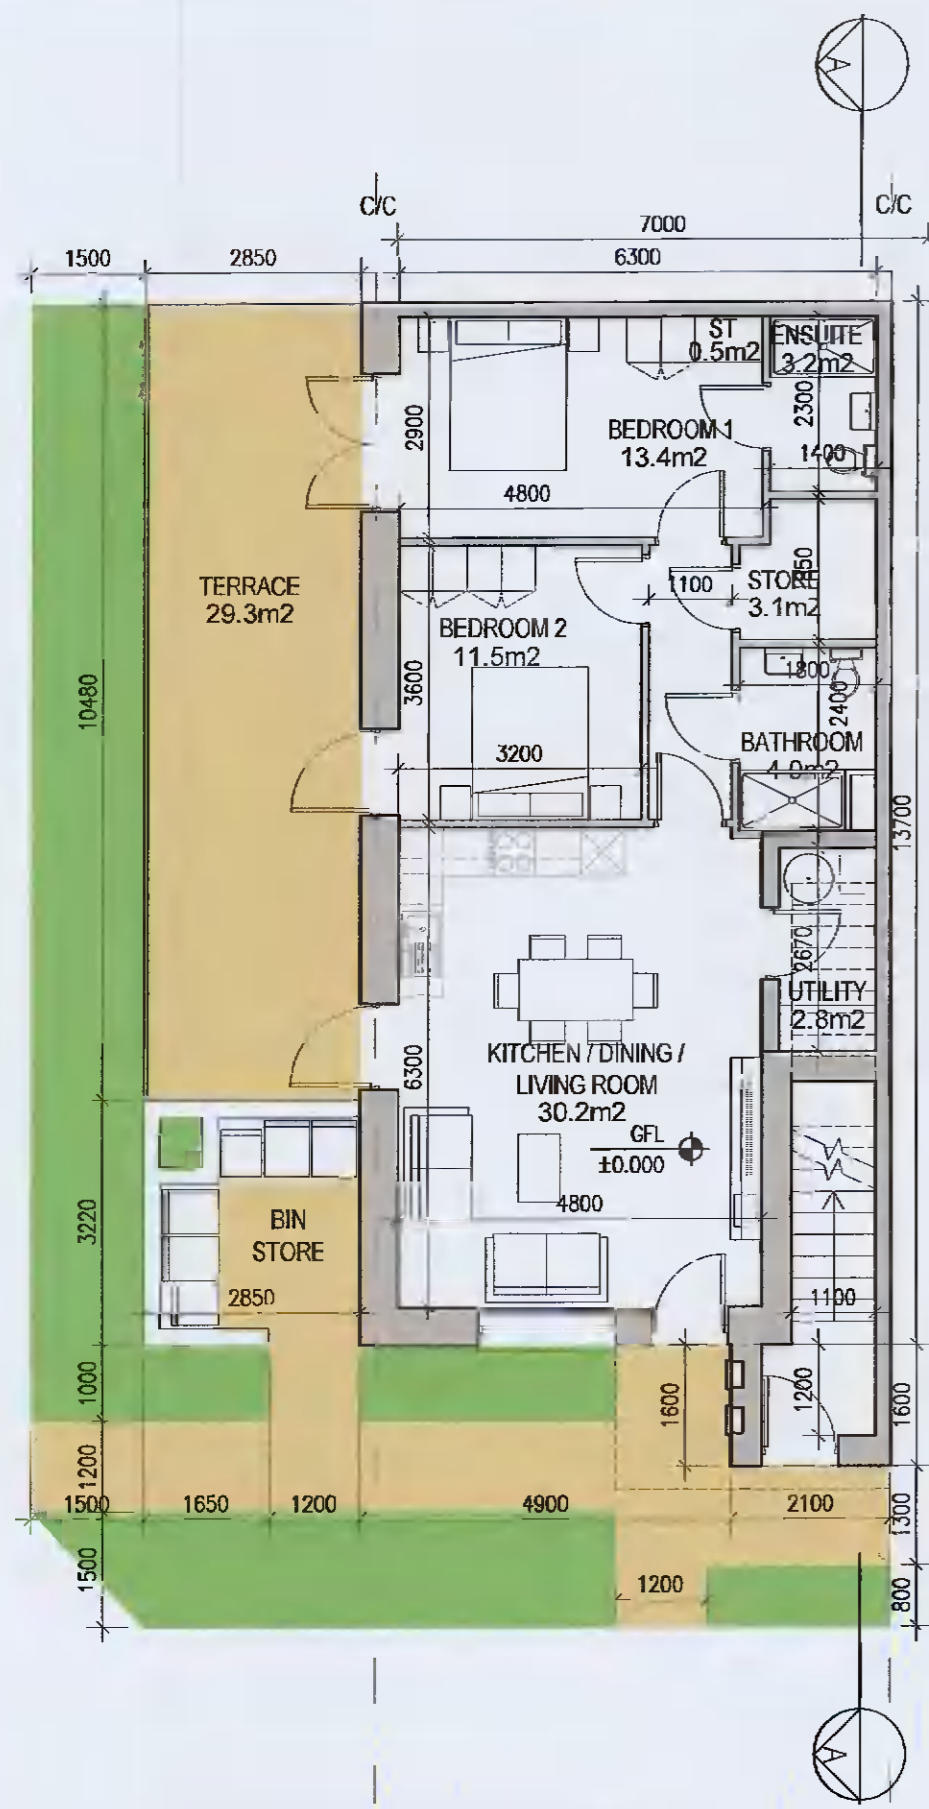 A
C/C
C/C
7000
1500
2850
6300
ST
0.5m2
ENSUITE
3.2m2
2300
2900
BEDROOM 1
13.4m2
1400
4800
TERRACE
29.3m2
1100
STORE
3.1m2
BEDROOM 2
11.5m2
3600
1800
2400
10480
3200
BATHROOM
4.0m2
13700
2670
UTILITY
2.8m2
KITCHEN / DINING /
LIVING ROOM
30.2m2
6300
GFL
±0.000
4800
3220
BIN
STORE
2850
1100
1000
1600
1200
1600
1200
1500
1650
1200
4900
2100
1300
1500
1200
800
A